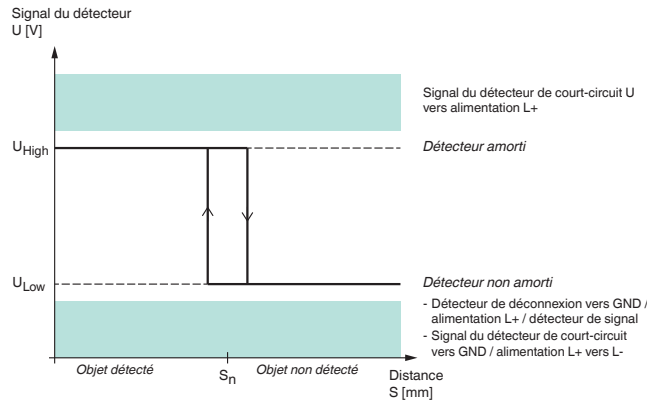 Signal du détecteur
U [V]
Signal du détecteur de court-circuit U
vers alimentation L+
UHigh
Détecteur amorti
ULow
Détecteur non amorti
- Détecteur de déconnexion vers GND /
alimentation L+ / détecteur de signal
- Signal du détecteur de court-circuit
vers GND / alimentation L+ vers L-
Objet détecté
Sn
Objet non détecté
Distance
S [mm]